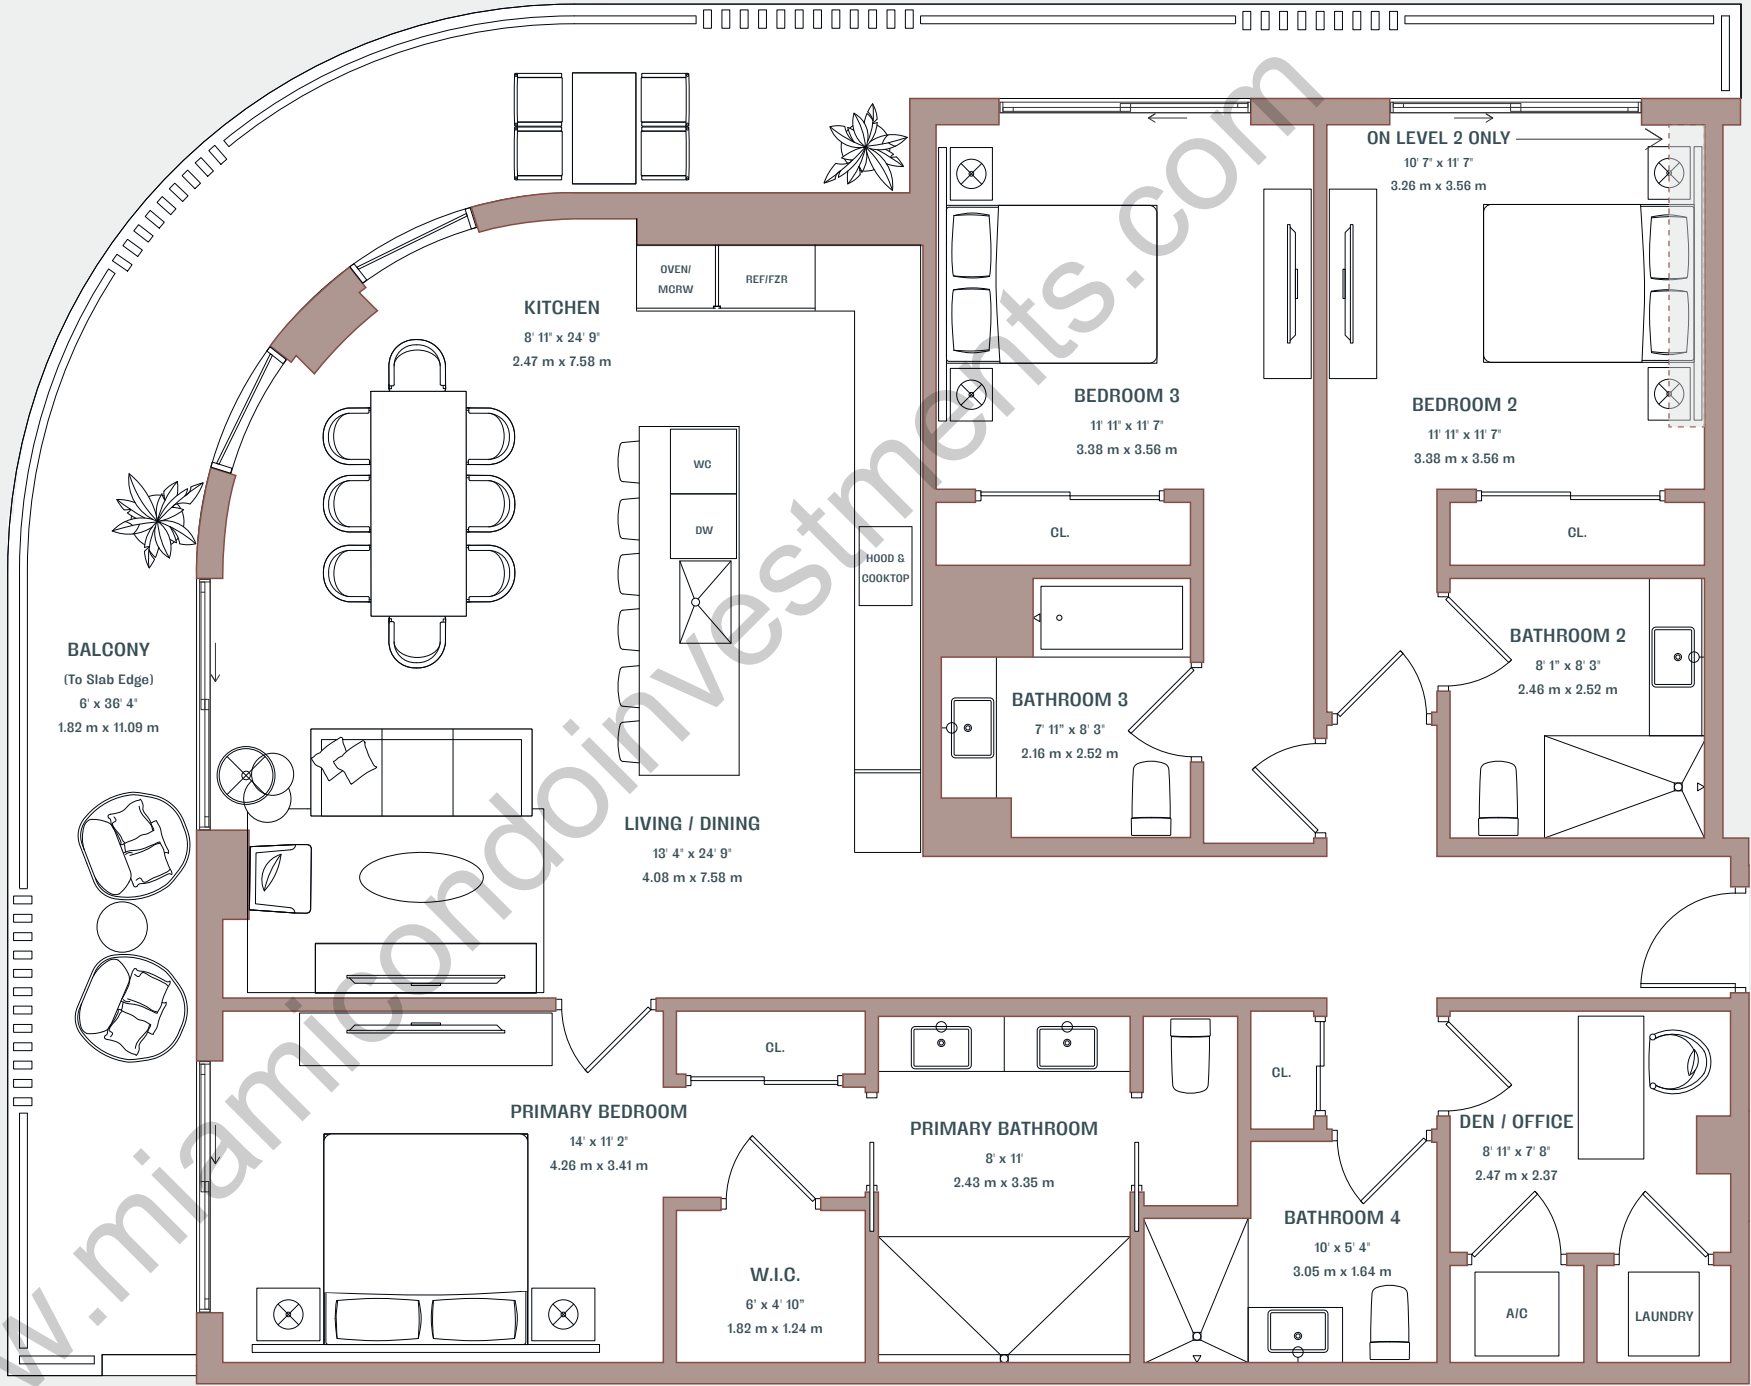 ON LEVEL 2 ONLY
10' 7" x 11' 7"
3.26 m x 3.56 m
OVEN/
MCRW
REF/FZR
KITCHEN
8' 11" x 24' 9"
2.47 m x 7.58 m
BEDROOM 3
11' 11" x 11' 7"
3.38 m x 3.56 m
BEDROOM 2
11' 11" x 11' 7"
3.38 m x 3.56 m
WC
DW
HOOD &
COOKTOP
CL.
CL.
BALCONY
(To Slab Edge)
6' x 36' 4"
1.82 m x 11.09 m
BATHROOM 3
7' 11" x 8' 3"
2.16 m x 2.52 m
BATHROOM 2
8' 1" x 8' 3"
2.46 m x 2.52 m
LIVING / DINING
13' 4" x 24' 9"
4.08 m x 7.58 m
CL.
CL.
PRIMARY BEDROOM
14' x 11' 2"
4.26 m x 3.41 m
PRIMARY BATHROOM
8' x 11'
2.43 m x 3.35 m
DEN / OFFICE
8' 11" x 7' 8"
2.47 m x 2.37
BATHROOM 4
10' x 5' 4"
3.05 m x 1.64 m
W.I.C.
6' x 4' 10"
1.82 m x 1.24 m
A/C
LAUNDRY
w.miamicondoinvestments.com